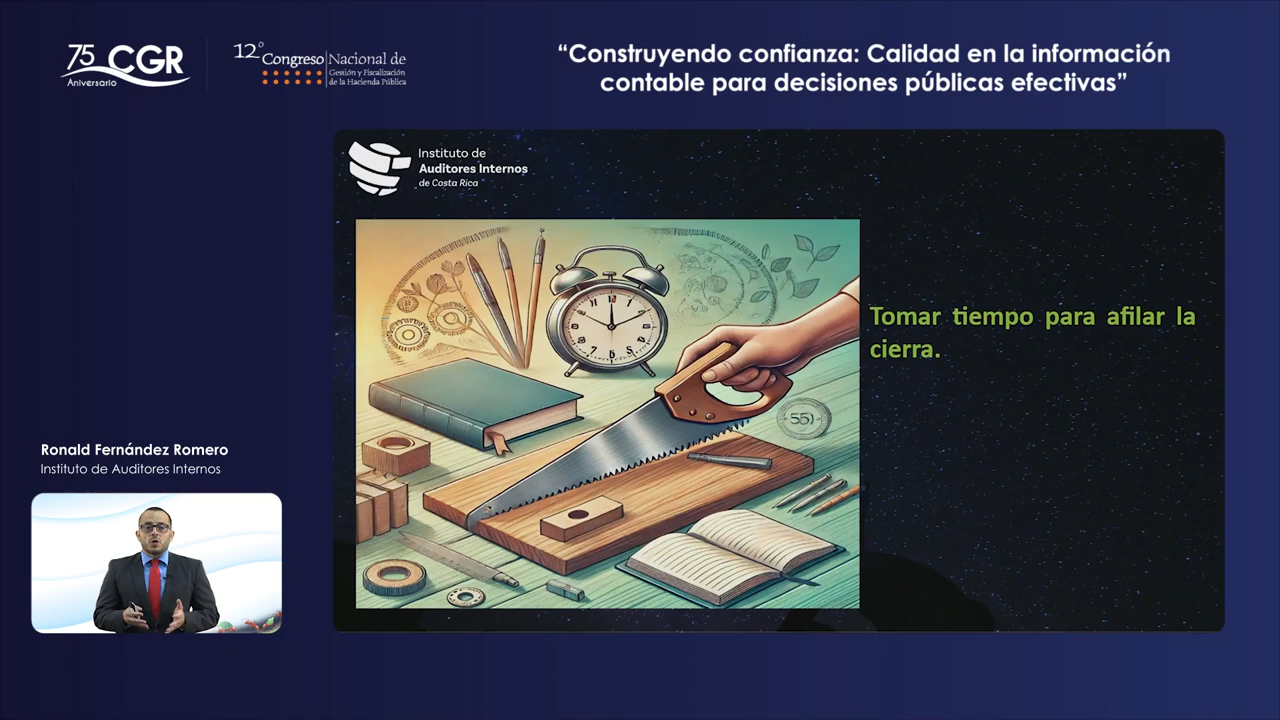 75 CGR
Aniversario
12° Congreso Nacional de
Gestión y Fiscalización
de la Hacienda Pública
“Construyendo confianza: Calidad en la información
contable para decisiones públicas efectivas”
Instituto de
Auditores Internos
de Costa Rica
Tomar tiempo para afilar la
cierra.
Ronald Fernández Romero
Instituto de Auditores Internos